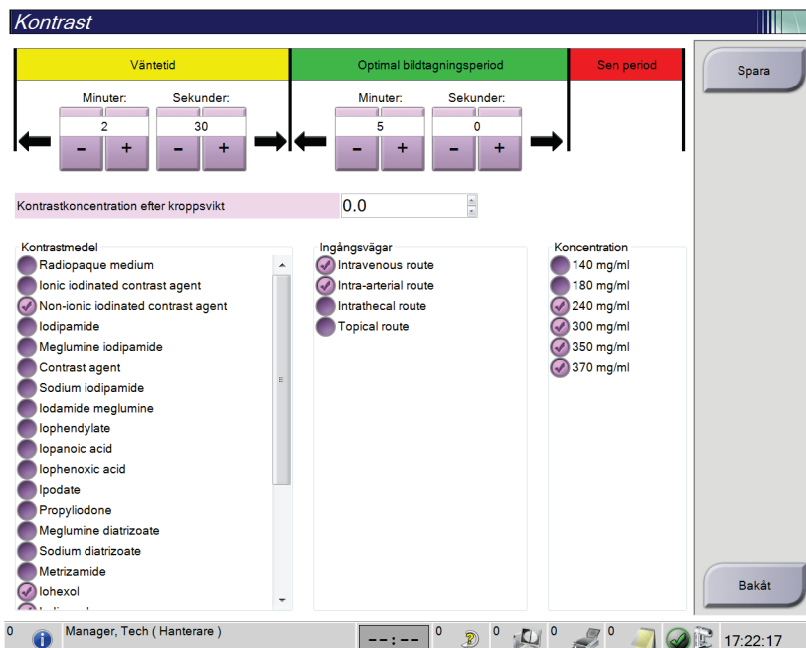 Kontrast
Väntetid
Optimal bildtagningsperiod
Sen period
Spara
Minuter:
Sekunder:
Minuter:
Sekunder:
2
30
5
0
- +
- +
- +
- +
Kontrastkoncentration efter kroppsvikt
0.0
Kontrastmedel
Radiopaque medium
Ionic iodinated contrast agent
Non-ionic iodinated contrast agent
Iodipamide
Meglumine iodipamide
Contrast agent
Sodium iodipamide
Iodamide meglumine
Iophendylate
Iopanoic acid
Iophenoxic acid
Ipodate
Propyliodone
Meglumine diatrizoate
Sodium diatrizoate
Metrizamide
Iohexol
Ingångsvägar
Intravenous route
Intra-arterial route
Intrathecal route
Topical route
Koncentration
140 mg/ml
180 mg/ml
240 mg/ml
300 mg/ml
350 mg/ml
370 mg/ml
Bakåt
0
Manager, Tech ( Hanterare )
--:--
0
0
0
0
17:22:17